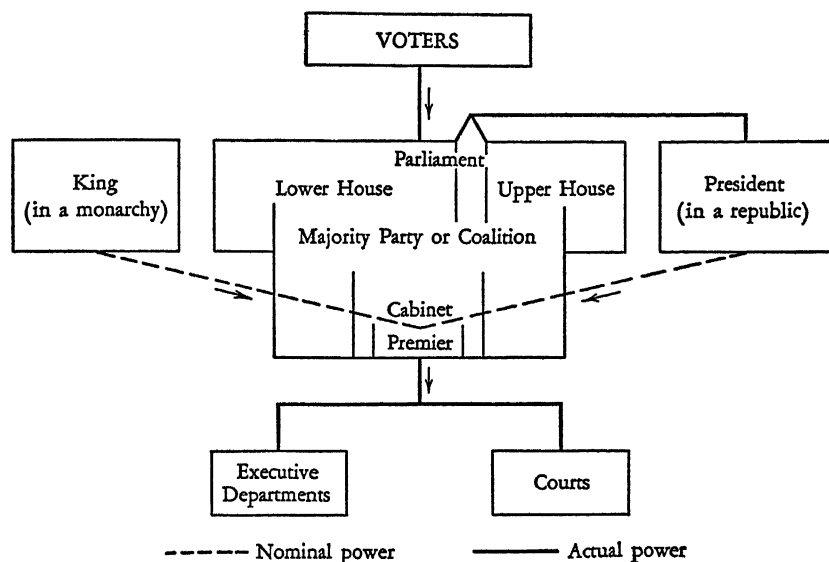 VOTERS
Parliament
King
(in a monarchy)
Lower House
Upper House
President
(in a republic)
Majority Party or Coalition
Cabinet
Premier
Executive
Departments
Courts
Nominal power
Actual power